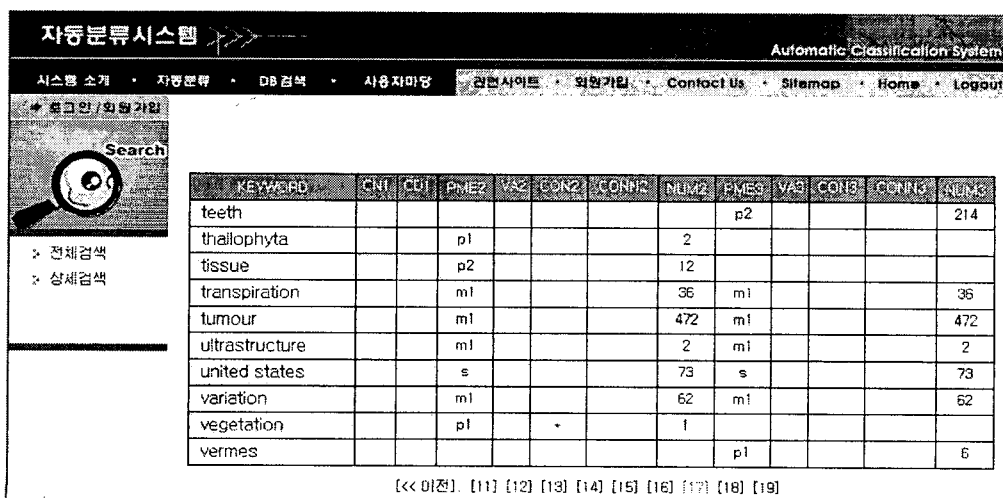 자동분류시스템
Automatic Classification System
시스템 소개 · 자동분류 · DB 검색 · 사용자마당 관련사이트 · 회원가입 · Contact Us · Sitemap · Home · Logout
로그인/회원가입
Search
전체검색
상세검색
KEYWORD CN1 CD1 PME2 VA2 CON2 CONN2 NUM2 PME3 VA3 CON3 CONN3 NUM3
teeth p2 214
thallophyta p1 2
tissue p2 12
transpiration m1 36 m1 36
tumour m1 472 m1 472
ultrastructure m1 2 m1 2
united states s 73 s 73
variation m1 62 m1 62
vegetation p1 * 1
vermes p1 6
[<< 이전]. [11] [12] [13] [14] [15] [16] [17] [18] [19]